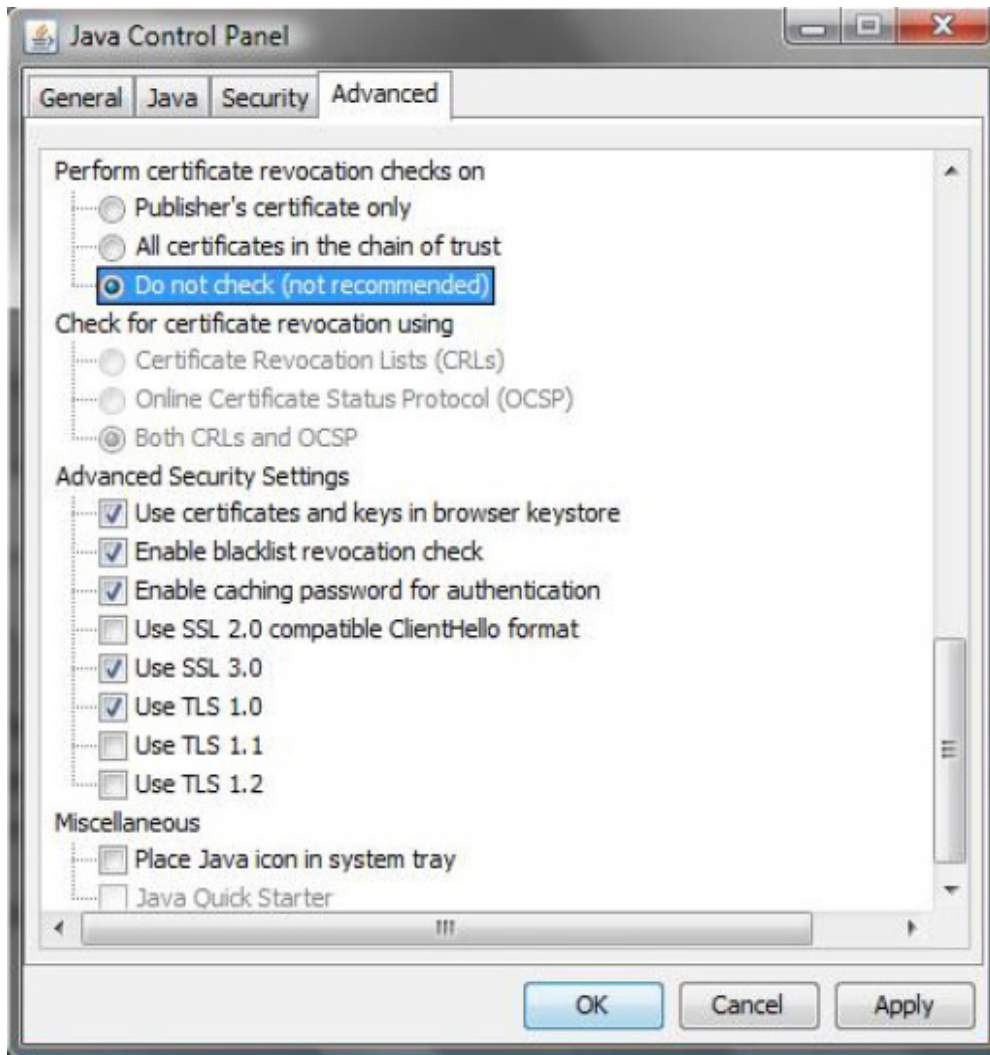 Java Control Panel
General Java Security Advanced
Perform certificate revocation checks on
Publisher's certificate only
All certificates in the chain of trust
Do not check (not recommended)
Check for certificate revocation using
Certificate Revocation Lists (CRLs)
Online Certificate Status Protocol (OCSP)
Both CRLs and OCSP
Advanced Security Settings
Use certificates and keys in browser keystore
Enable blacklist revocation check
Enable caching password for authentication
Use SSL 2.0 compatible ClientHello format
Use SSL 3.0
Use TLS 1.0
Use TLS 1.1
Use TLS 1.2
Miscellaneous
Place Java icon in system tray
Java Quick Starter
OK Cancel Apply